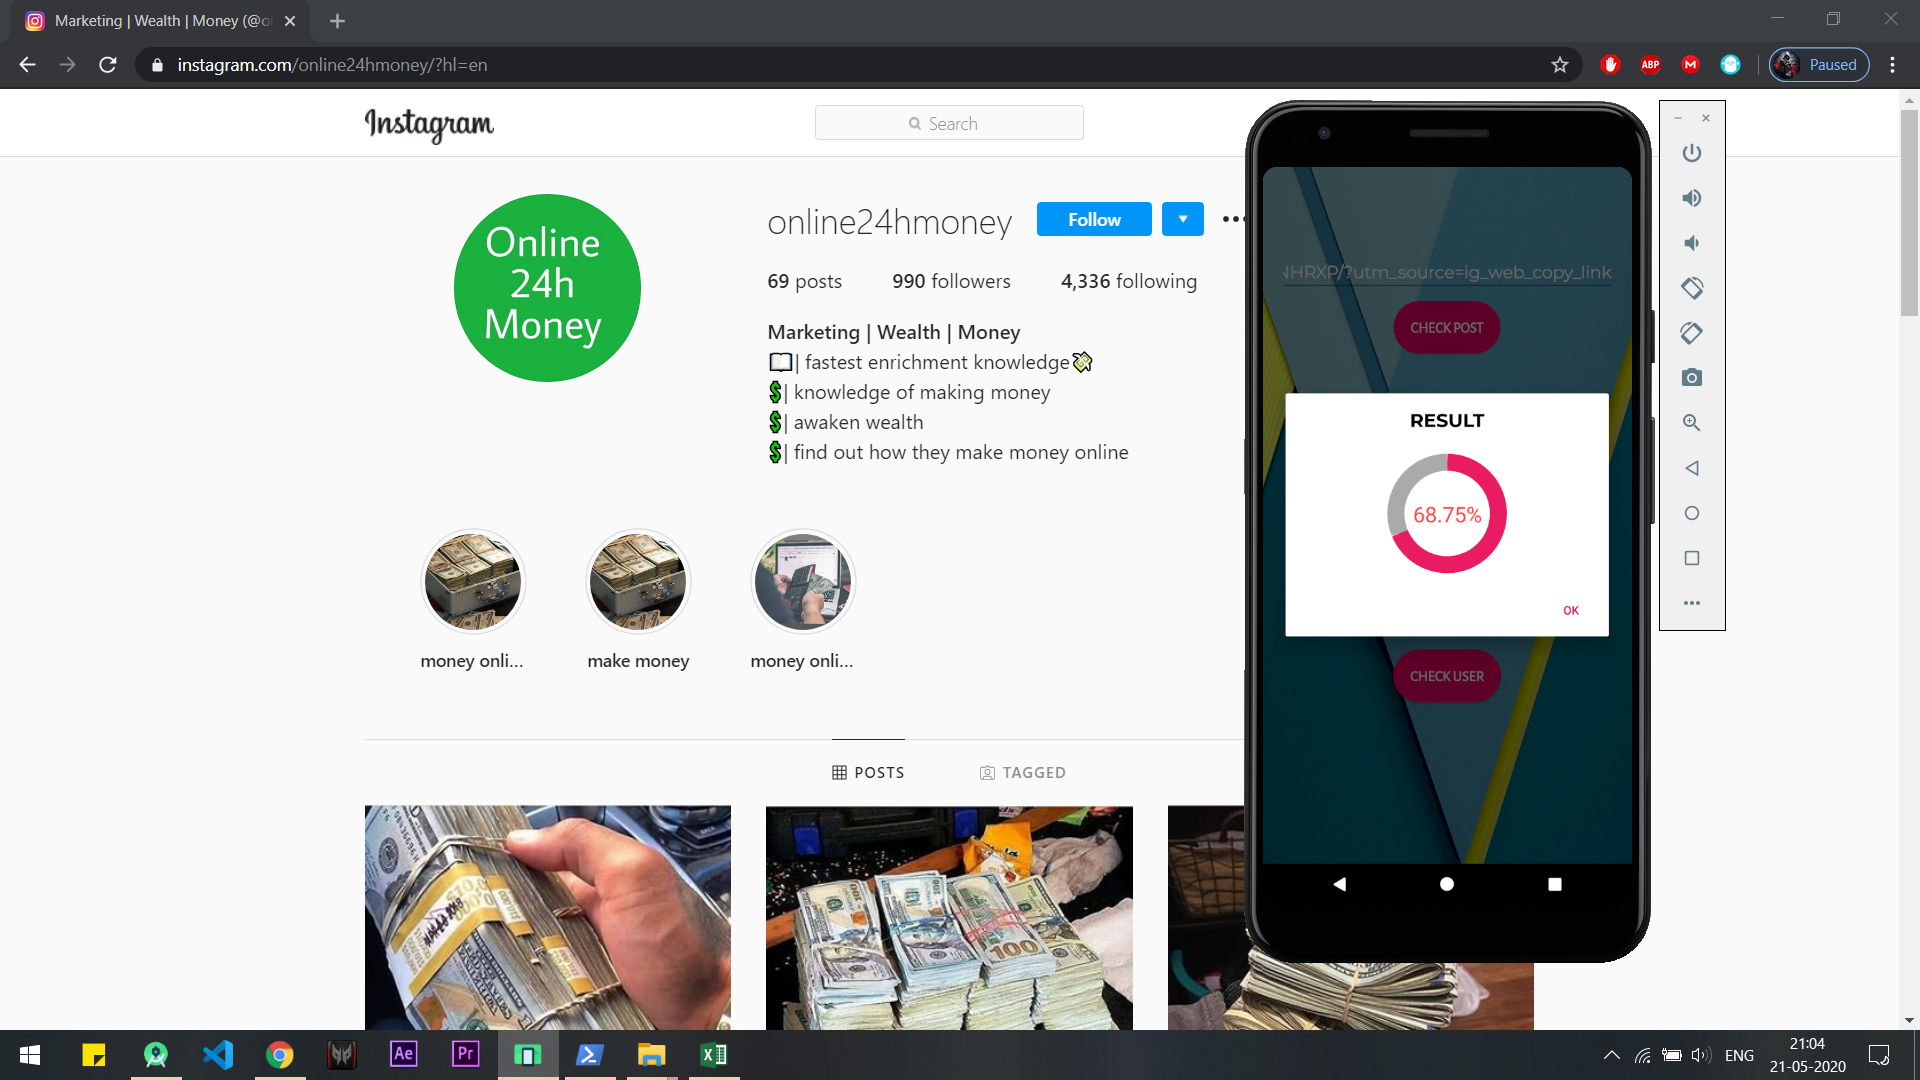 Marketing | Wealth | Money (@o
instagram.com/online24hmoney/?hl=en
ABP
M
Paused
Instagram
Search
Online
24h
Money
online24hmoney
Follow
69 posts
990 followers
4,336 following
Marketing | Wealth | Money
| fastest enrichment knowledge
$| knowledge of making money
$| awaken wealth
$| find out how they make money online
money onli...
make money
money onli...
POSTS
TAGGED
NHRXP/?utm_source=ig_web_copy_link
CHECK POST
RESULT
68.75%
OK
CHECK USER
100
Ae
Pr
ENG
21:04
21-05-2020